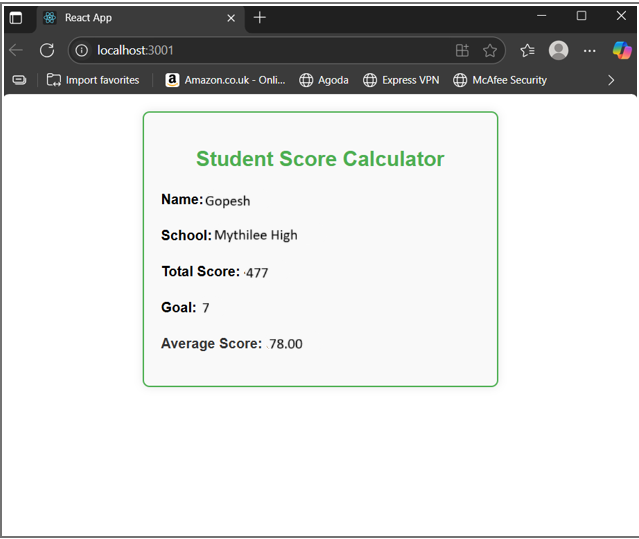 React App
localhost:3001
Import favorites Amazon.co.uk - Onli... Agoda Express VPN McAfee Security
Student Score Calculator
Name: Gopesh
School: Mythilee High
Total Score: 477
Goal: 7
Average Score: 78.00